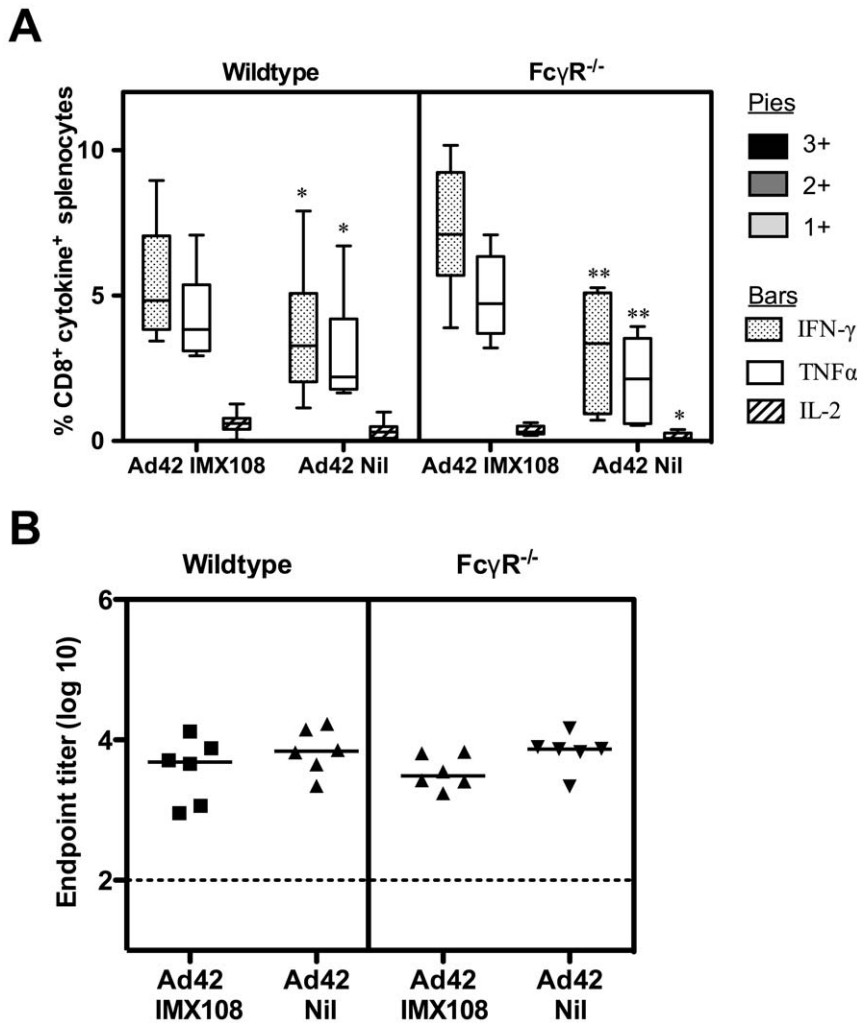 A
Wildtype
FcγR-/-
% CD8+ cytokine+ splenocytes
10
5
0
*
*
**
**
*
Ad42 IMX108
Ad42 Nil
Ad42 IMX108
Ad42 Nil
Pies
3+
2+
1+
Bars
IFN-γ
TNFα
IL-2
B
Wildtype
FcγR-/-
Endpoint titer (log 10)
6
4
2
Ad42
IMX108
Ad42
Nil
Ad42
IMX108
Ad42
Nil